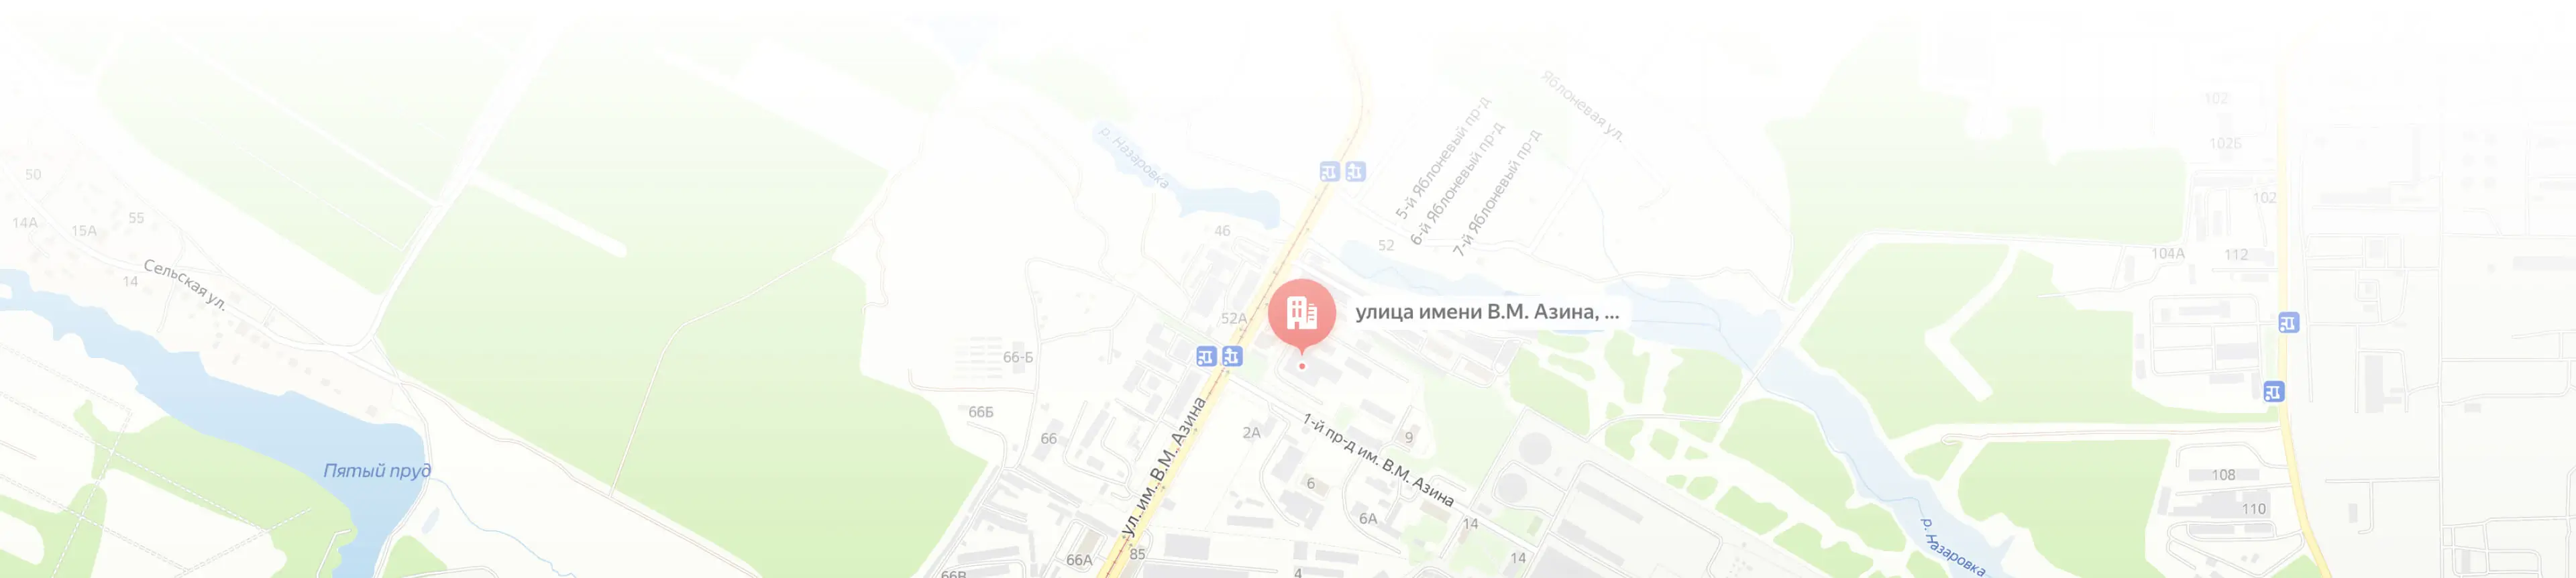 Яблоневая ул.
102
5-й Яблоневый пр-д
6-й Яблоневый пр-д
7-й Яблоневый пр-д
р. Назаровка
102Б
50
102
55
14А
15А
46
52
104А
112
Сельская ул.
14
улица имени В.М. Азина, ...
52А
66-Б
66Б
1-й пр-д им. В.М. Азина
2А
9
66
ул. им. В.М. Азина
Пятый пруд
108
6
110
6А
14
р. Назаровка
85
66А
14
4
66В